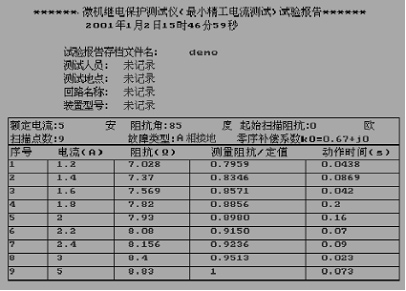 ****** 微机继电保护测试仪(最小精工电流测试)试验报告******
2001年1月2日15时46分59秒
试验报告存档文件名: demo
测试人员: 未记录
测试地点: 未记录
回路名称: 未记录
装置型号: 未记录
额定电流:5 安 阻抗角:85 度 起始扫描阻抗:0 欧
扫描点数:9 故障类型:A相接地 零序补偿系数k0=0.67+j0
序号 电流(A) 阻抗(Ω) 测量阻抗/定值 动作时间(s)
1 1.2 7.028 0.7959 0.0438
2 1.4 7.37 0.8346 0.0869
3 1.6 7.569 0.8571 0.042
4 1.8 7.82 0.8856 0.2
5 2 7.93 0.8980 0.16
6 2.2 8.08 0.9150 0.07
7 2.4 8.156 0.9236 0.09
8 3 8.4 0.9513 0.023
9 5 8.83 1 0.073